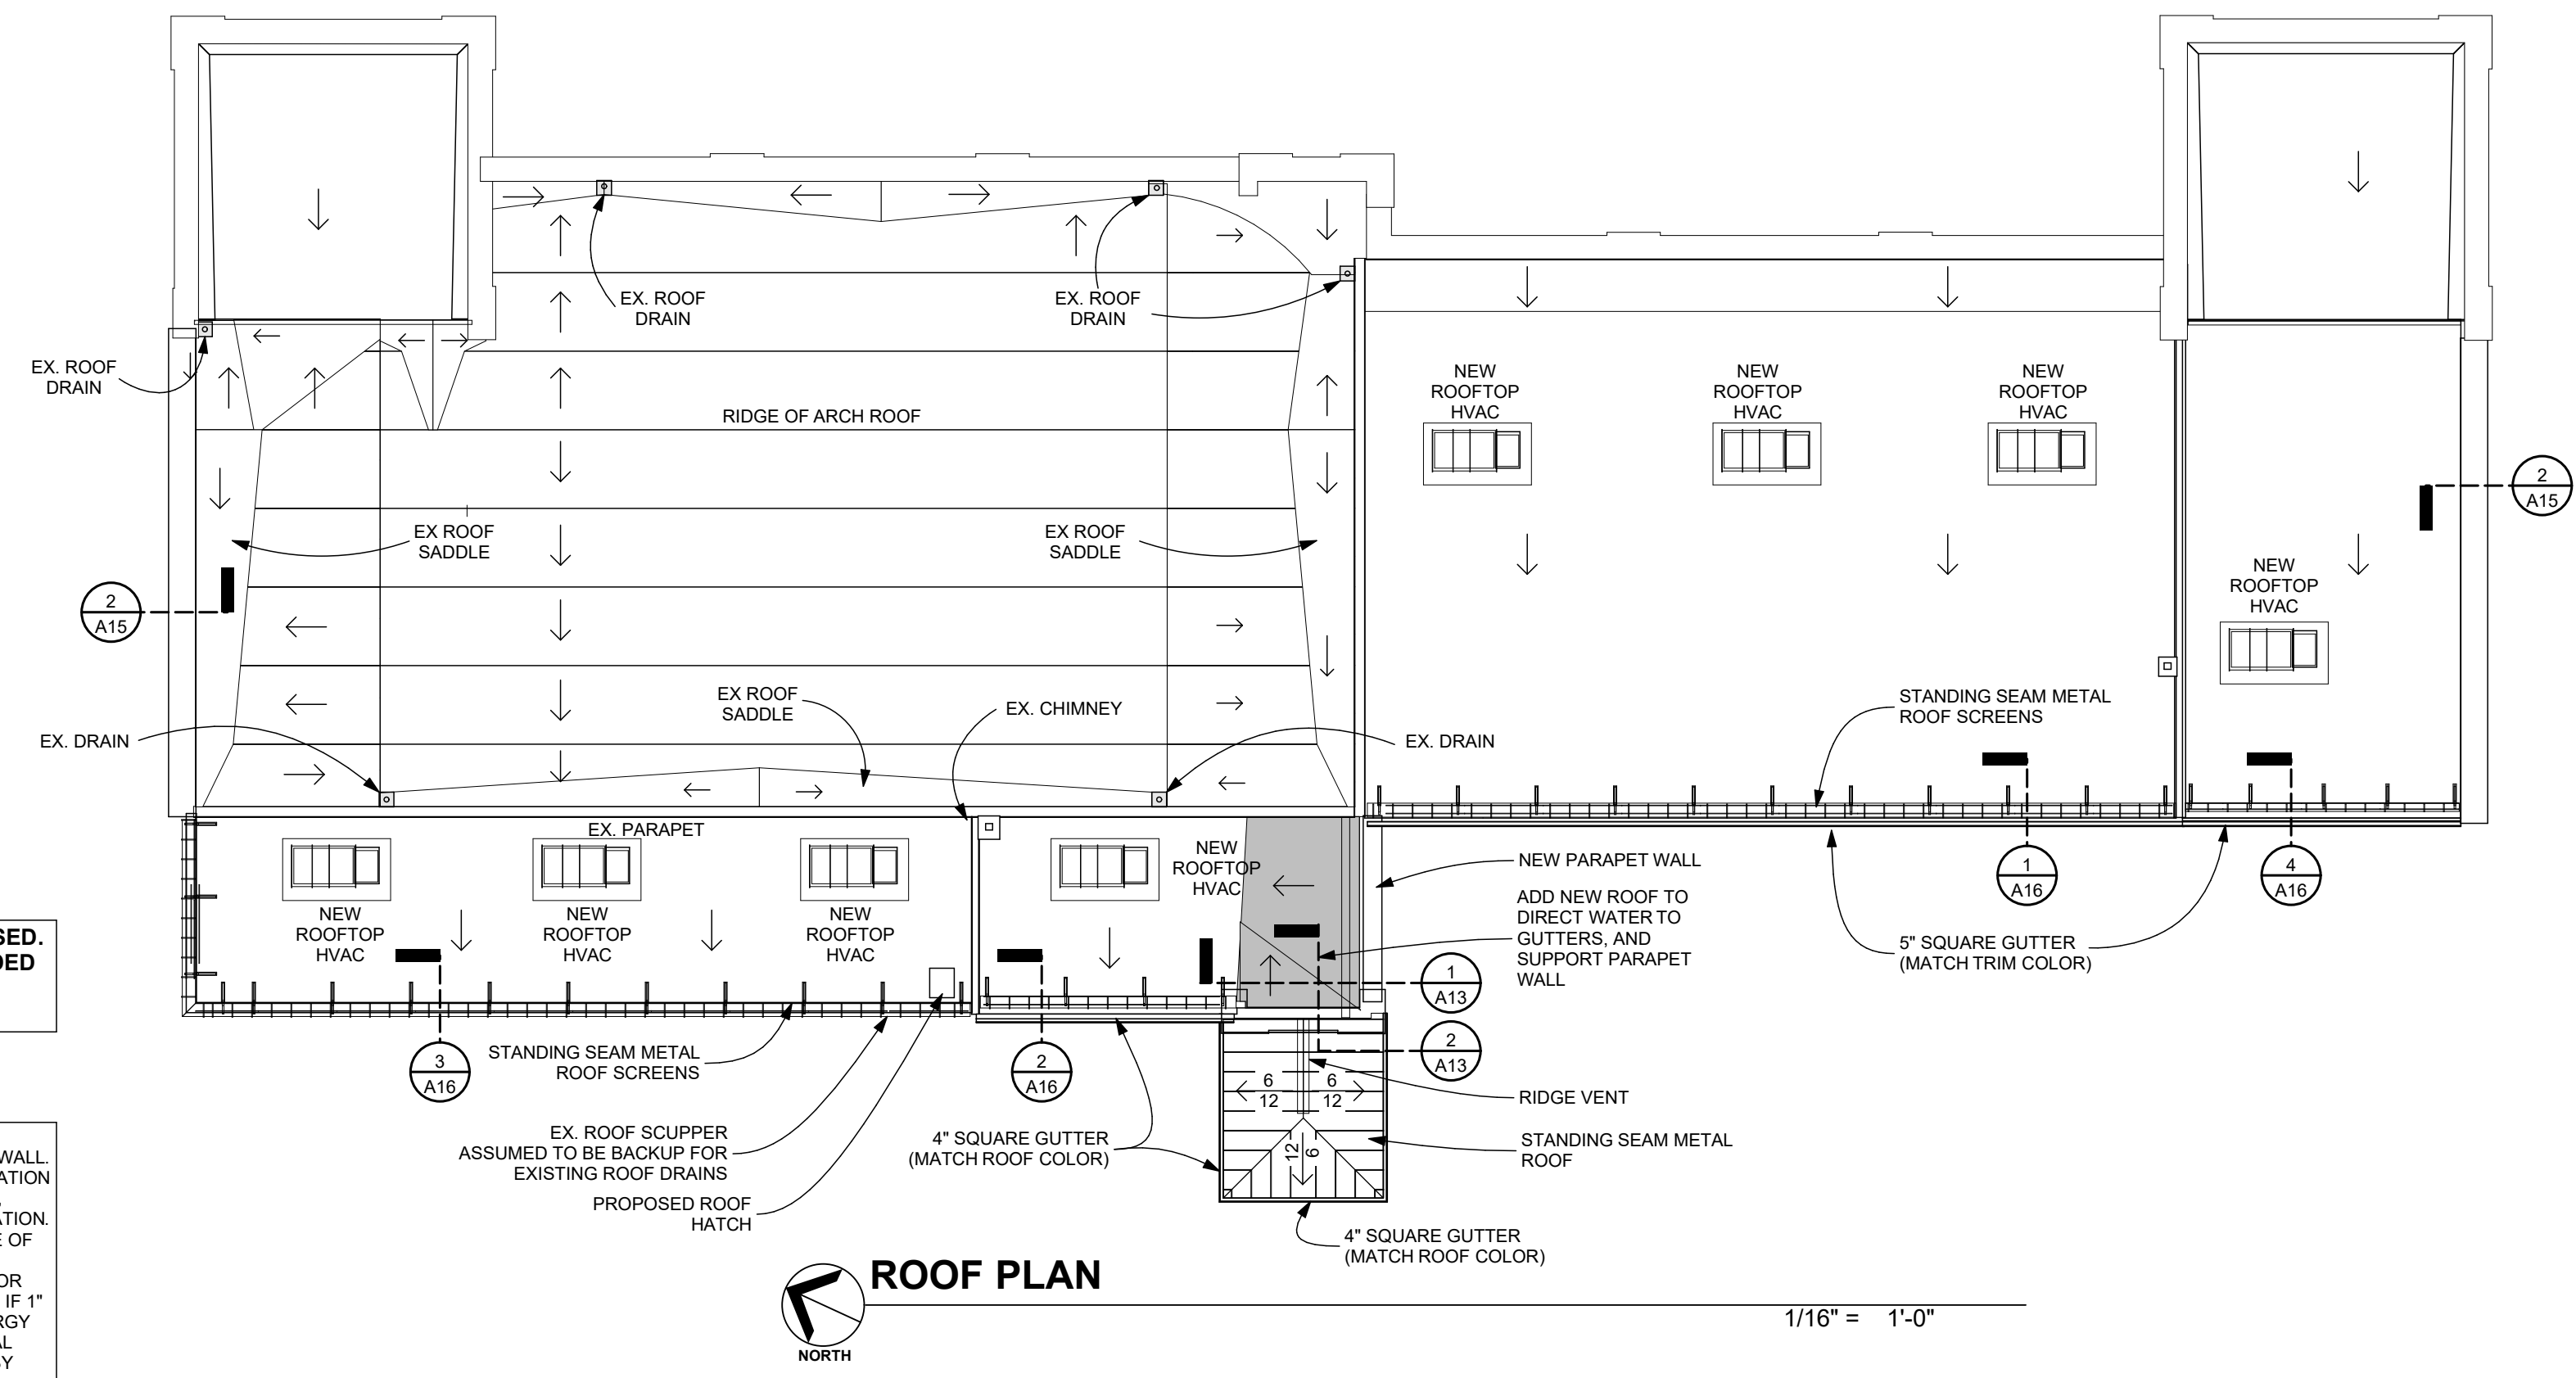 EX. ROOF
DRAIN
EX. ROOF
DRAIN
EX. ROOF
DRAIN
RIDGE OF ARCH ROOF
NEW
ROOFTOP
HVAC
NEW
ROOFTOP
HVAC
NEW
ROOFTOP
HVAC
2
A15
EX ROOF
SADDLE
EX ROOF
SADDLE
NEW
ROOFTOP
HVAC
2
A15
EX ROOF
SADDLE
EX. CHIMNEY
STANDING SEAM METAL
ROOF SCREENS
EX. DRAIN
EX. DRAIN
EX. PARAPET
NEW
ROOFTOP
HVAC
NEW PARAPET WALL
1
A16
4
A16
ADD NEW ROOF TO
DIRECT WATER TO
GUTTERS, AND
SUPPORT PARAPET
WALL
NEW
ROOFTOP
HVAC
NEW
ROOFTOP
HVAC
NEW
ROOFTOP
HVAC
5" SQUARE GUTTER
(MATCH TRIM COLOR)
SED.
DED
1
A13
3
A16
STANDING SEAM METAL
ROOF SCREENS
2
A16
2
A13
6
12
6
12
RIDGE VENT
EX. ROOF SCUPPER
ASSUMED TO BE BACKUP FOR
EXISTING ROOF DRAINS
4" SQUARE GUTTER
(MATCH ROOF COLOR)
12
6
STANDING SEAM METAL
ROOF
PROPOSED ROOF
HATCH
4" SQUARE GUTTER
(MATCH ROOF COLOR)
WALL.
ATION
ATION.
E OF
OR
IF 1"
RGY
AL
BY
ROOF PLAN
1/16" = 1'-0"
NORTH